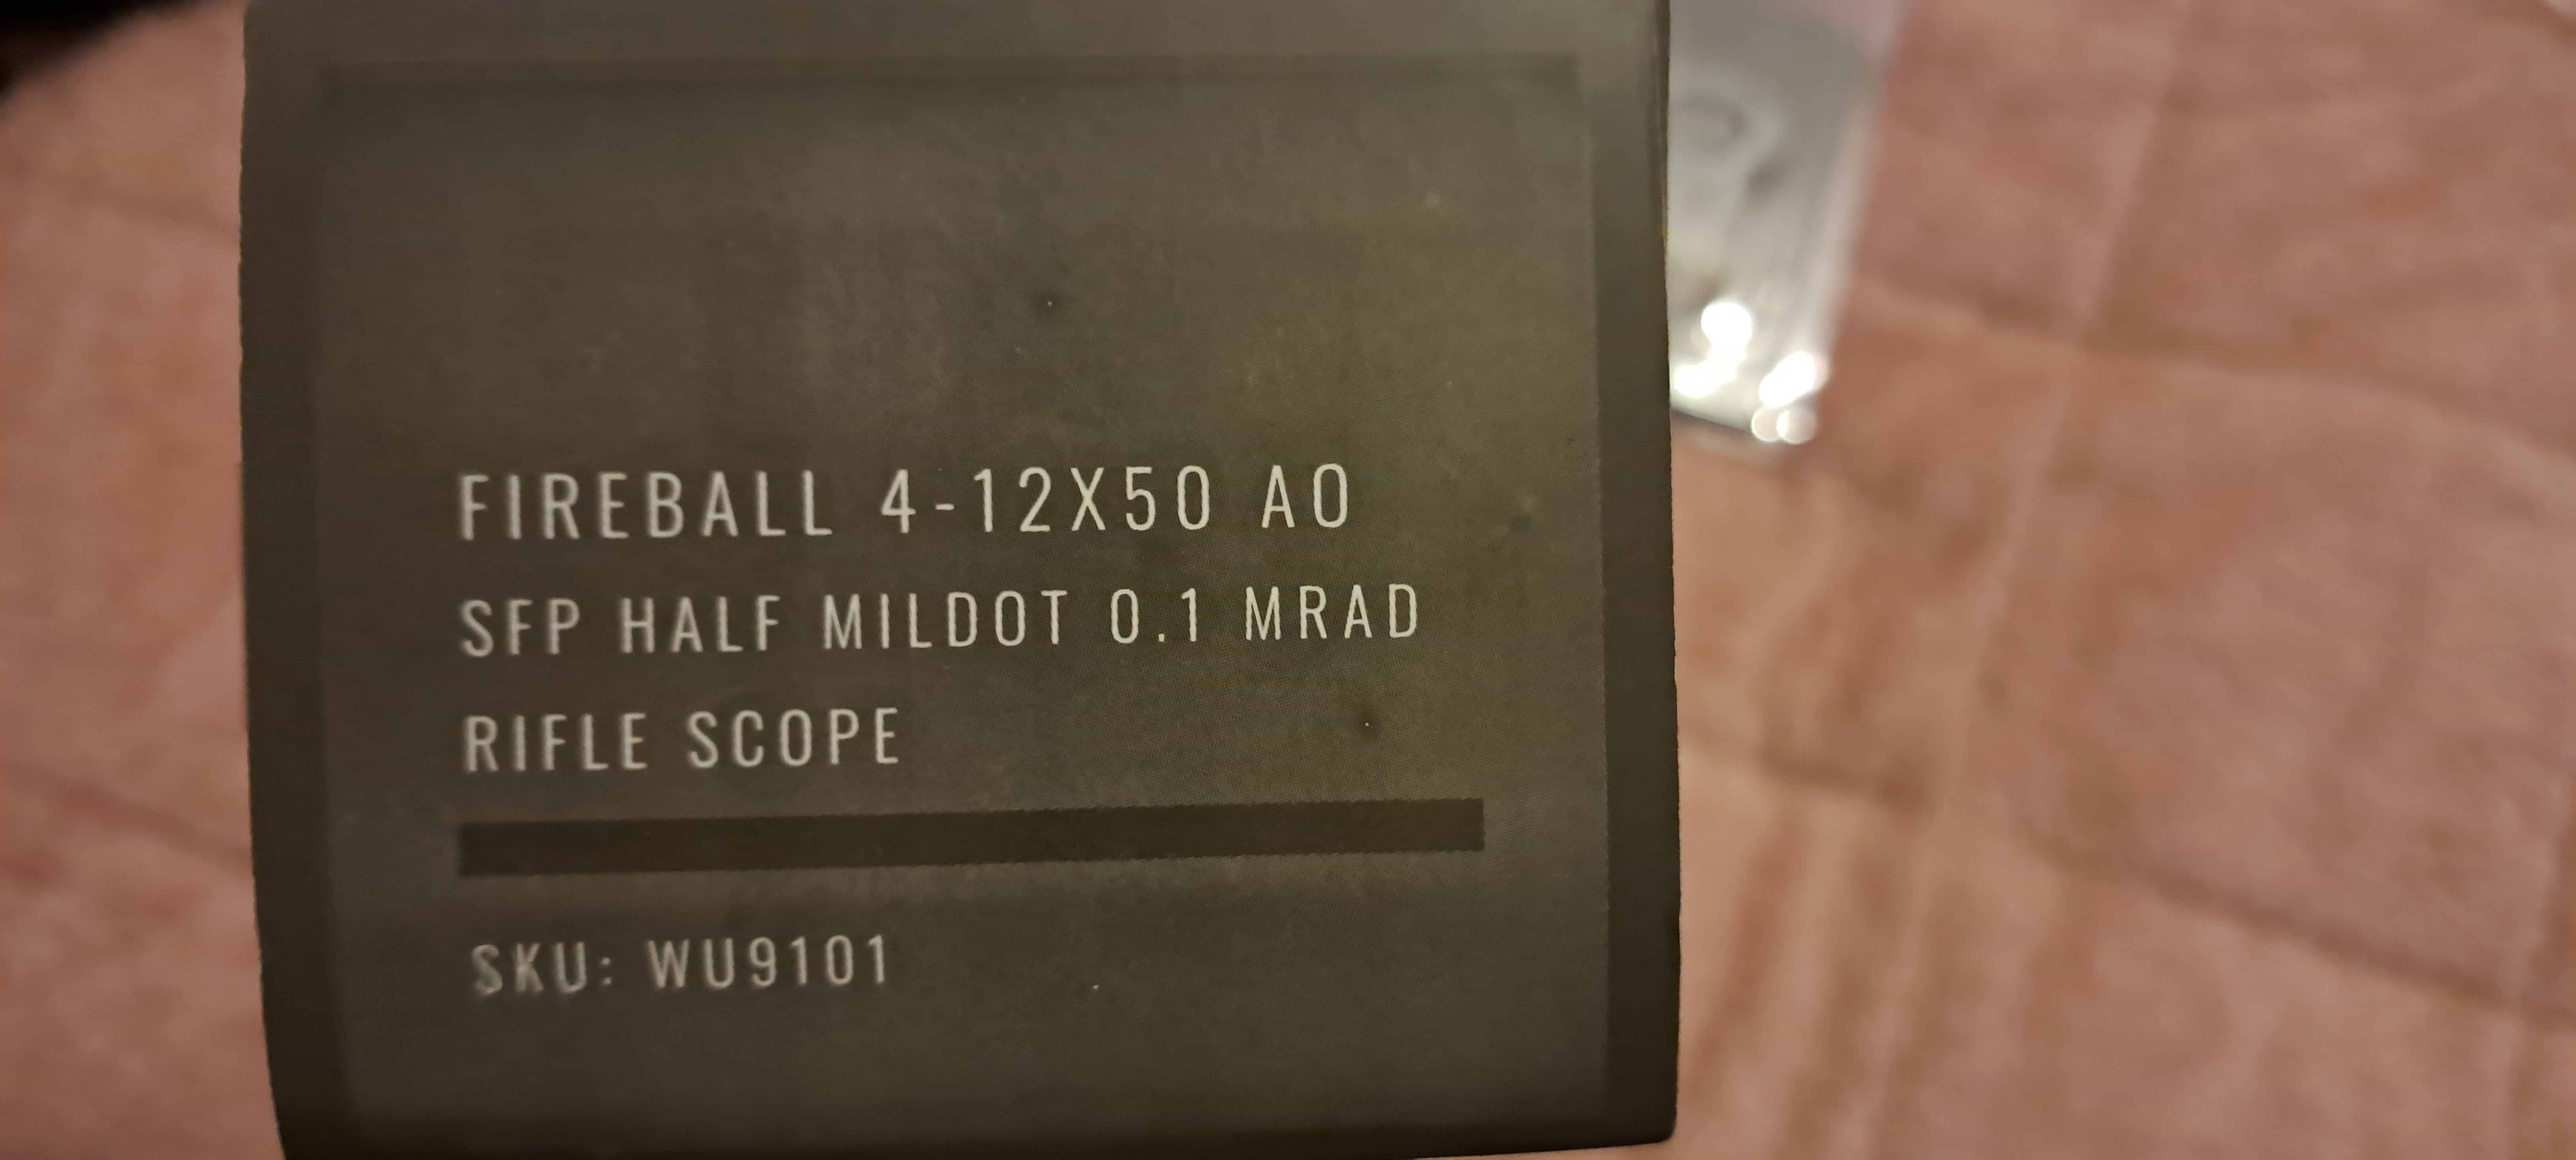 FIREBALL 4-12X50 AO
SFP HALF MILDOT 0.1 MRAD
RIFLE SCOPE
SKU: WU9101